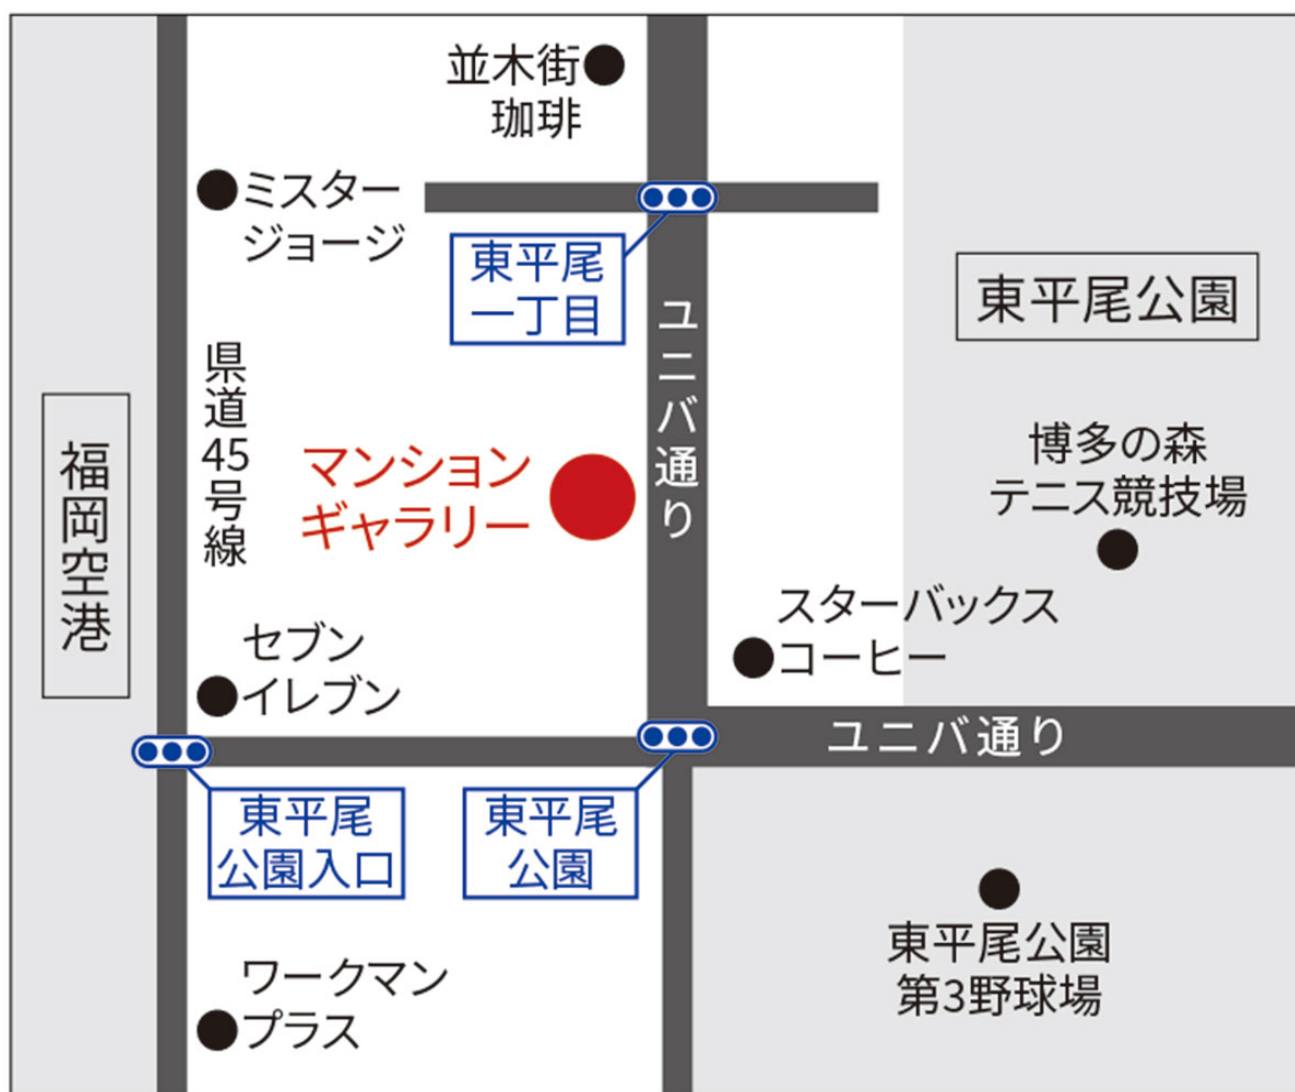 並木街
珈琲
ミスター
ジョージ
東平尾
一丁目
東平尾公園
ユニバ通り
県道45号線
福岡空港
マンション
ギャラリー
博多の森
テニス競技場
スターバックス
コーヒー
セブン
イレブン
ユニバ通り
東平尾
公園入口
東平尾
公園
東平尾公園
第3野球場
ワークマン
プラス